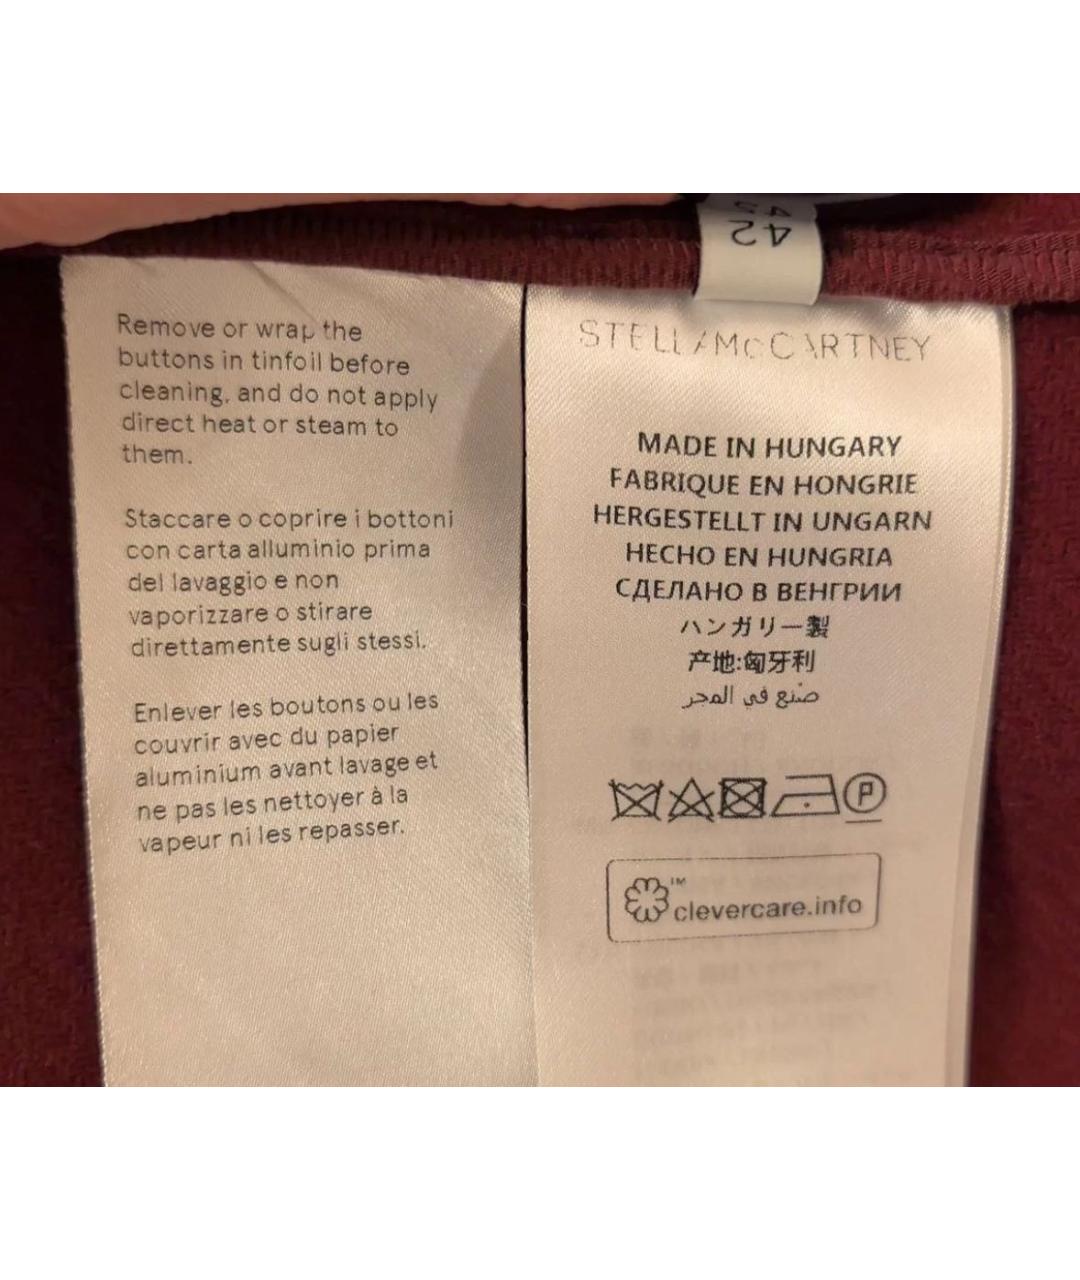 42
Remove or wrap the
buttons in tinfoil before
cleaning, and do not apply
direct heat or steam to
them.
Staccare o coprire i bottoni
con carta alluminio prima
del lavaggio e non
vaporizzare o stirare
direttamente sugli stessi.
Enlever les boutons ou les
couvrir avec du papier
aluminium avant lavage et
ne pas les nettoyer à la
vapeur ni les repasser.
STELLA McCARTNEY
MADE IN HUNGARY
FABRIQUE EN HONGRIE
HERGESTELLT IN UNGARN
HECHO EN HUNGRIA
СДЕЛАНО В ВЕНГРИИ
ハンガリー製
产地:匈牙利
صنع في المجر
P
TM
clevercare.info